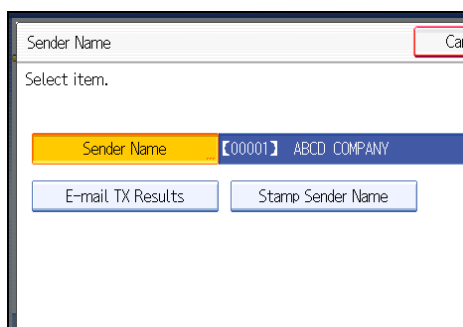 Sender Name
Select item.
Sender Name 【00001】 ABCD COMPANY
E-mail TX Results Stamp Sender Name